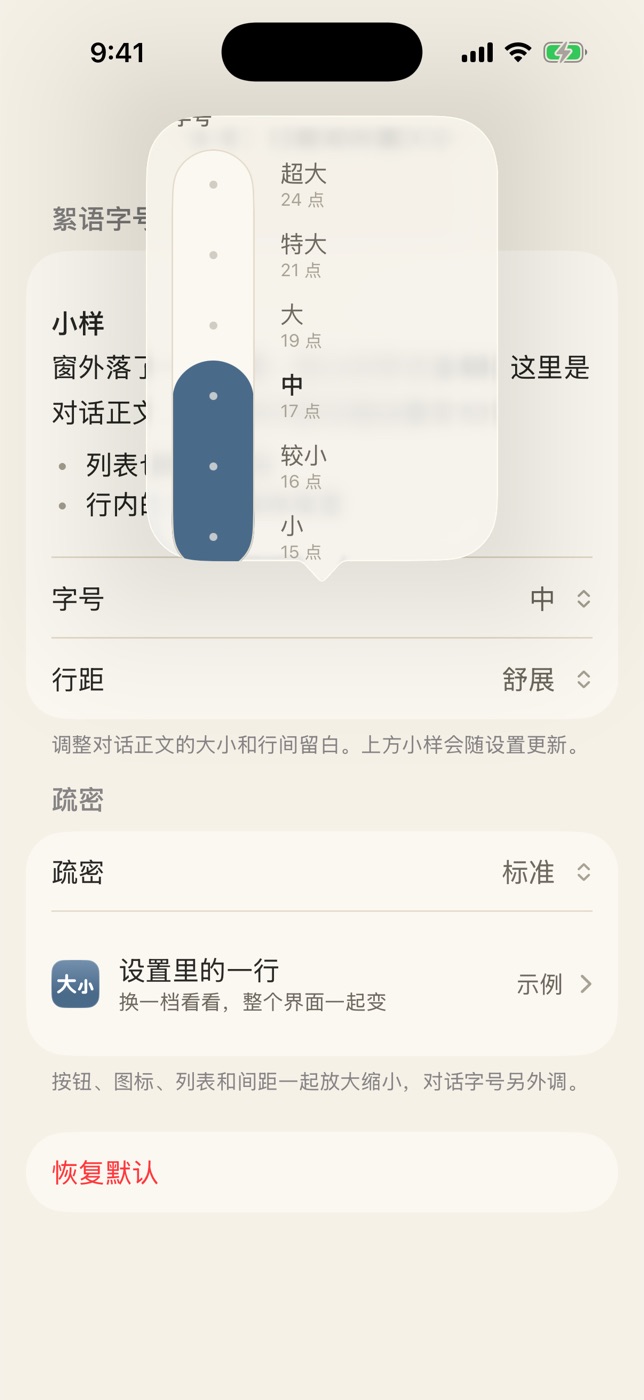 9:41
字号
超大
24 点
特大
21 点
大
19 点
中
17 点
较小
16 点
小
15 点
絮语字号
小样
窗外落了
这里是
对话正文
列表
行内
字号
中
行距
舒展
调整对话正文的大小和行间留白。上方小样会随设置更新。
疏密
疏密
标准
大小
设置里的一行
换一档看看，整个界面一起变
示例
按钮、图标、列表和间距一起放大缩小，对话字号另外调。
恢复默认